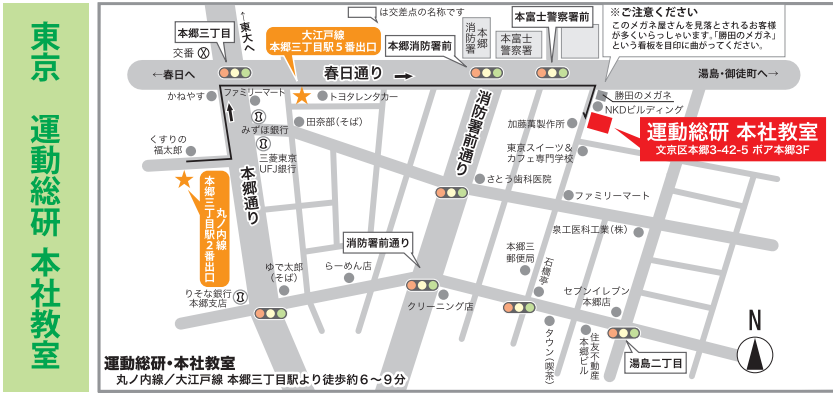 東京 運動総研 本社教室
本郷三丁目
←東大へ
交番
大江戸線
本郷三丁目駅5番出口
は交差点の名称です
本郷消防署前
本郷
消防署
本富士
警察署
本富士警察署前
※ご注意ください
このメガネ屋さんを見落とされるお客様
が多くいらっしゃいます。「勝田のメガネ」
という看板を目印に曲がってください。
←春日へ
春日通り →
湯島・御徒町へ→
かねやす
ファミリーマート
トヨタレンタカー
勝田のメガネ
NKDビルディング
みずほ銀行
田奈部(そば)
消防署前通り
加藤萬製作所
運動総研 本社教室
文京区本郷3-42-5 ボア本郷3F
くすりの
福太郎
三菱東京
UFJ銀行
東京スイーツ&
カフェ専門学校
本郷通り
さとう歯科医院
ファミリーマート
丸ノ内線
本郷三丁目駅2番出口
消防署前通り
泉工医科工業(株)
ゆで太郎
(そば)
らーめん店
本郷三
郵便局
石橋亭
りそな銀行
本郷支店
クリーニング店
セブンイレブン
本郷店
タウン(喫茶)
住友不動産
本郷ビル
湯島二丁目
N
運動総研・本社教室
丸ノ内線/大江戸線 本郷三丁目駅より徒歩約6〜9分